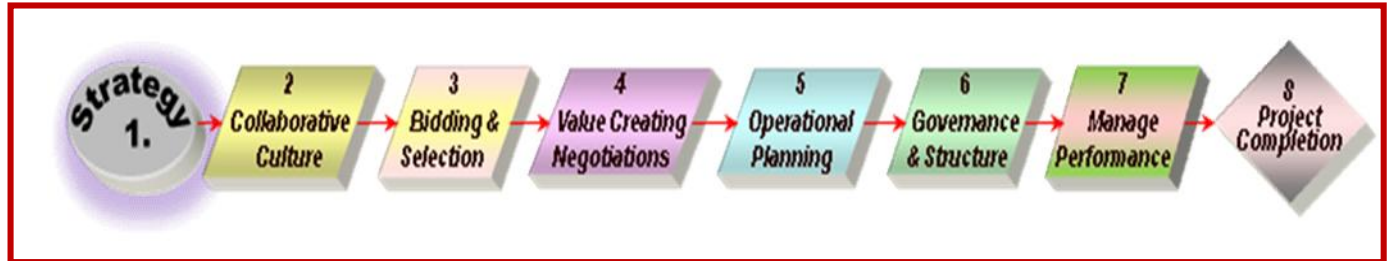 Strategy
1.
2
Collaborative
Culture
3
Bidding &
Selection
4
Value Creating
Negotiations
5
Operational
Planning
6
Governance
& Structure
7
Manage
Performance
8
Project
Completion